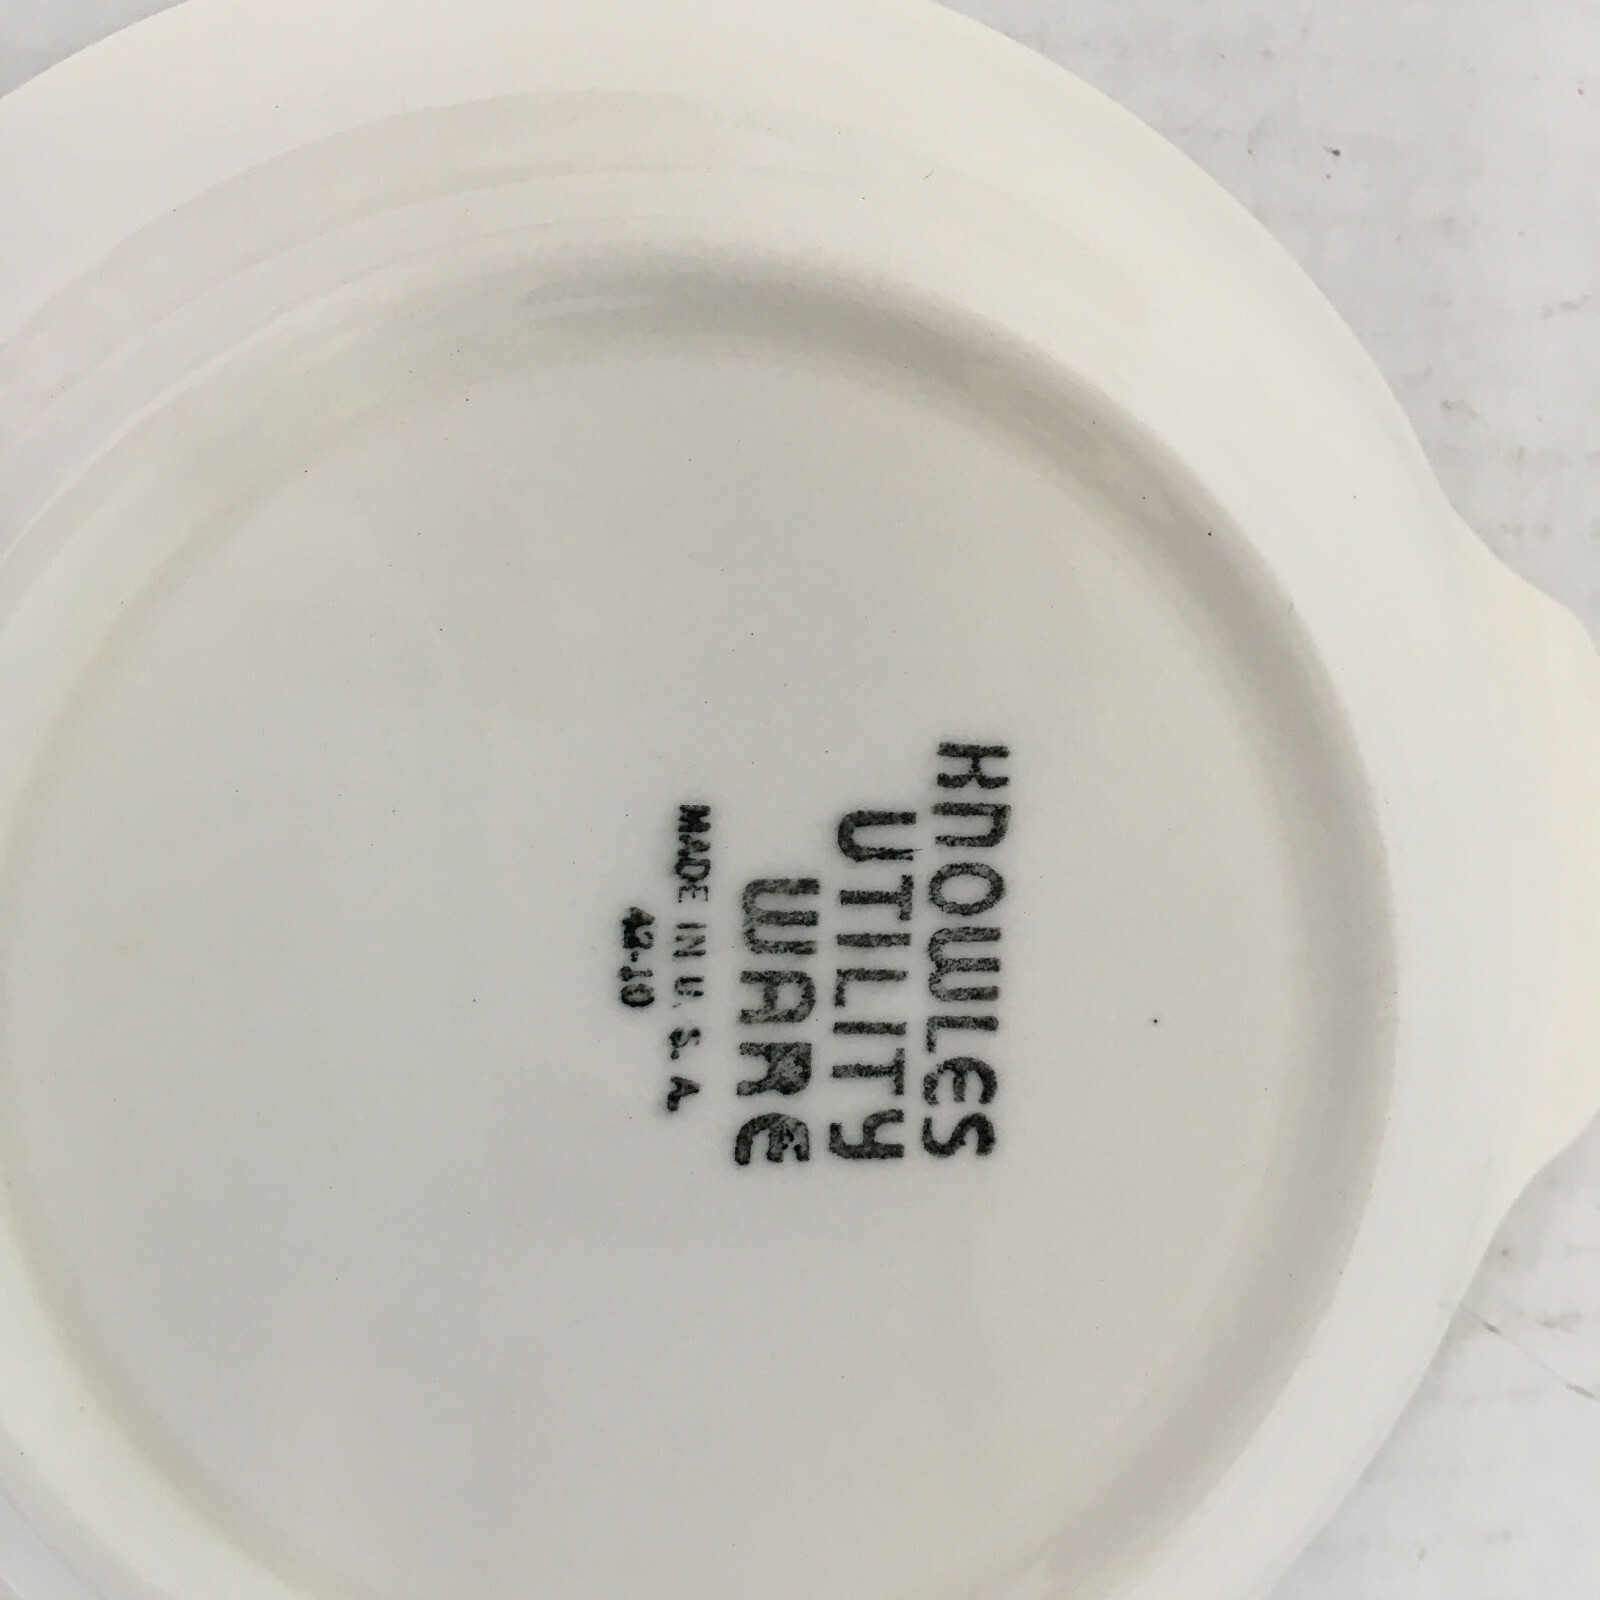 KNOWLES
UTILITY
WARE
MADE IN U. S. A.
42-10